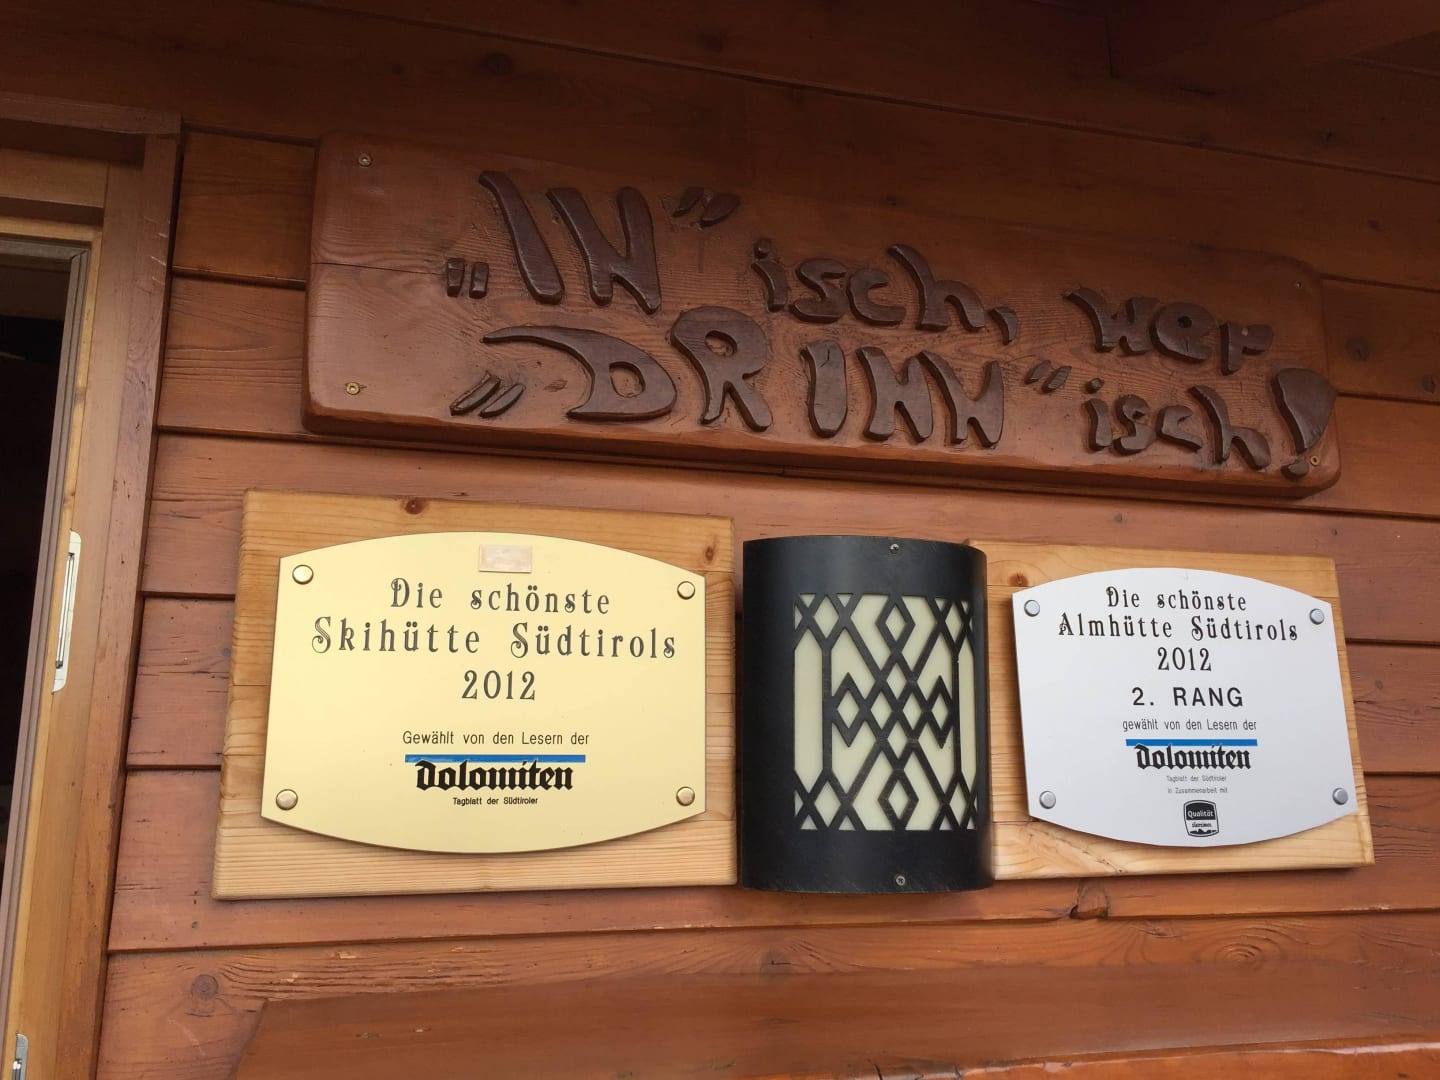 „IN" isch, wer
„DRINN" isch!
Die schönste
Skihütte Südtirols
2012
Gewählt von den Lesern der
Dolomiten
Tagblatt der Südtiroler
Die schönste
Almhütte Südtirols
2012
2. RANG
gewählt von den Lesern der
Dolomiten
Tagblatt der Südtiroler
in Zusammenarbeit mit
Qualität
SÜDTIROL